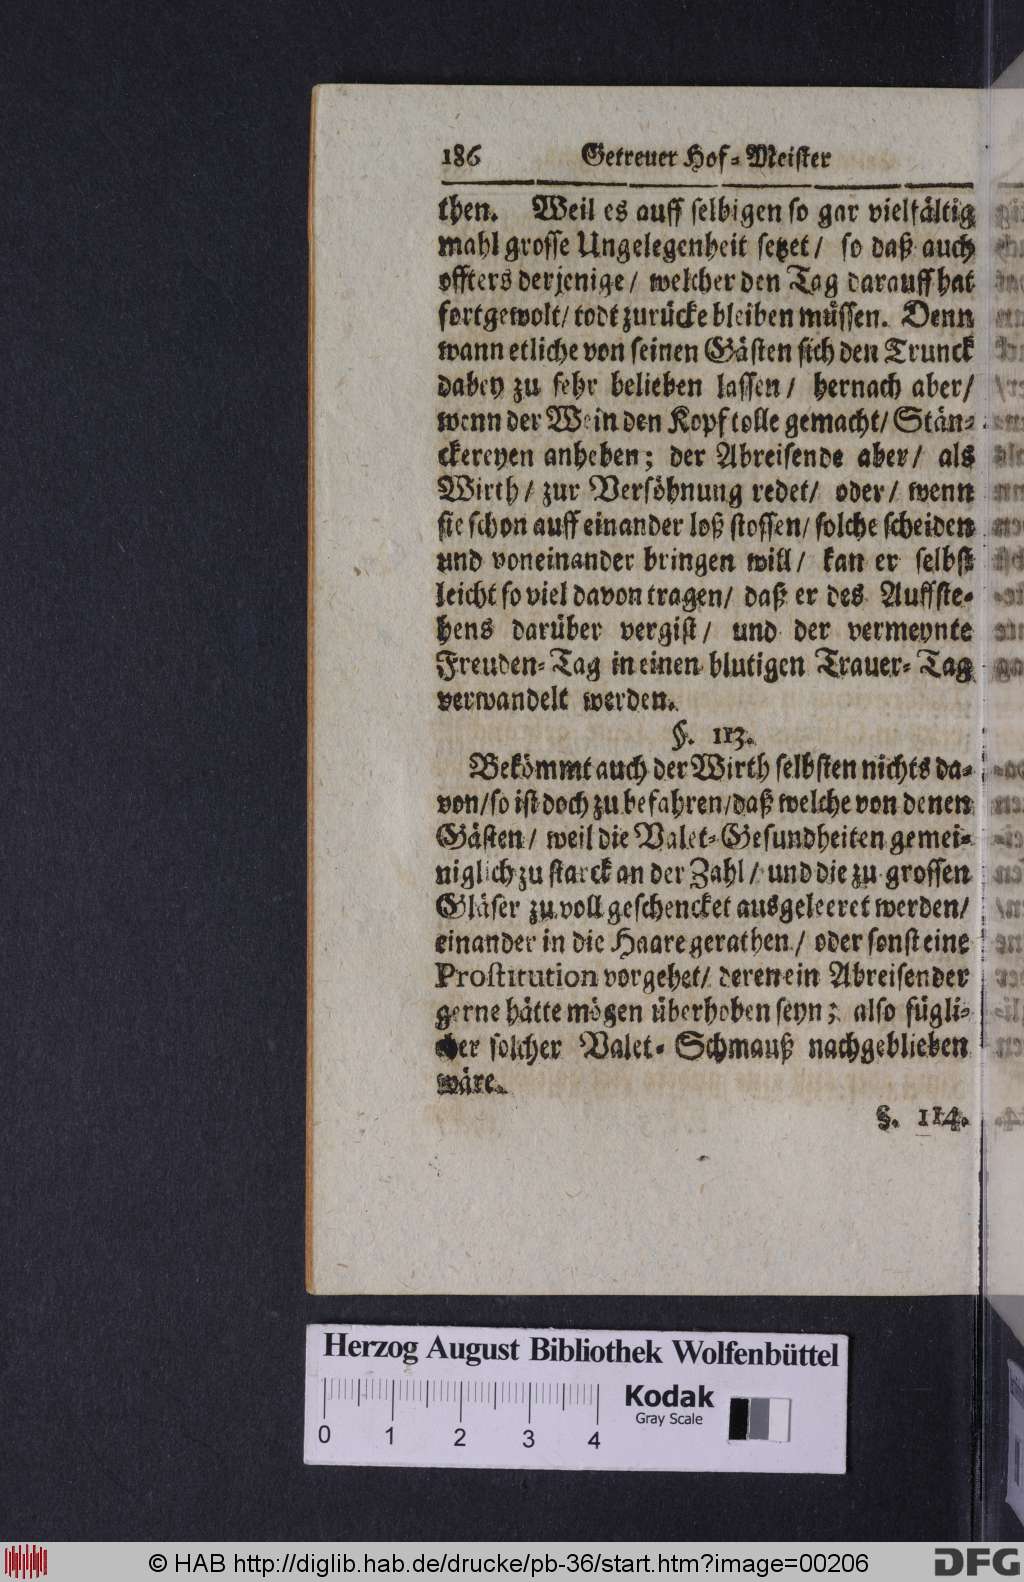 186 Getreuer Hof-Meister
then. Weil es auff selbigen so gar vielfältig
mahl grosse Ungelegenheit setzet/ so daß auch
offters derjenige/ welcher den Tag darauff hat
fortgewolt/ todt zurücke bleiben müssen. Denn
wann etliche von seinen Gästen sich den Trunck
dabey zu sehr belieben lassen/ hernach aber/
wenn der Wein den Kopf tolle gemacht/ Stän-
ckereyen anheben; der Abreisende aber/ als
Wirth/ zur Versöhnung redet/ oder/ wenn
sie schon auff einander loß stossen/ solche scheiden
und voneinander bringen will/ kan er selbst
leicht so viel davon tragen/ daß er des Auffste-
hens darüber vergist/ und der vermeynte
Freuden-Tag in einen blutigen Trauer-Tag
verwandelt werden.
§. 113.
Bekömmt auch der Wirth selbsten nichts da-
von/ so ist doch zu befahren/ daß welche von denen
Gästen/ weil die Valet-Gesundheiten gemei-
niglich zu starck an der Zahl/ und die zu grossen
Gläser zu voll geschencket ausgeleeret werden/
einander in die Haare gerathen/ oder sonst eine
Prostitution vorgehet/ deren ein Abreisender
gerne hätte mögen überhoben seyn; also fügli-
cher solcher Valet-Schmauß nachgeblieben
wäre.
§. 114.
Herzog August Bibliothek Wolfenbüttel
0 1 2 3 4
Kodak
Gray Scale
© HAB http://diglib.hab.de/drucke/pb-36/start.htm?image=00206
DFG